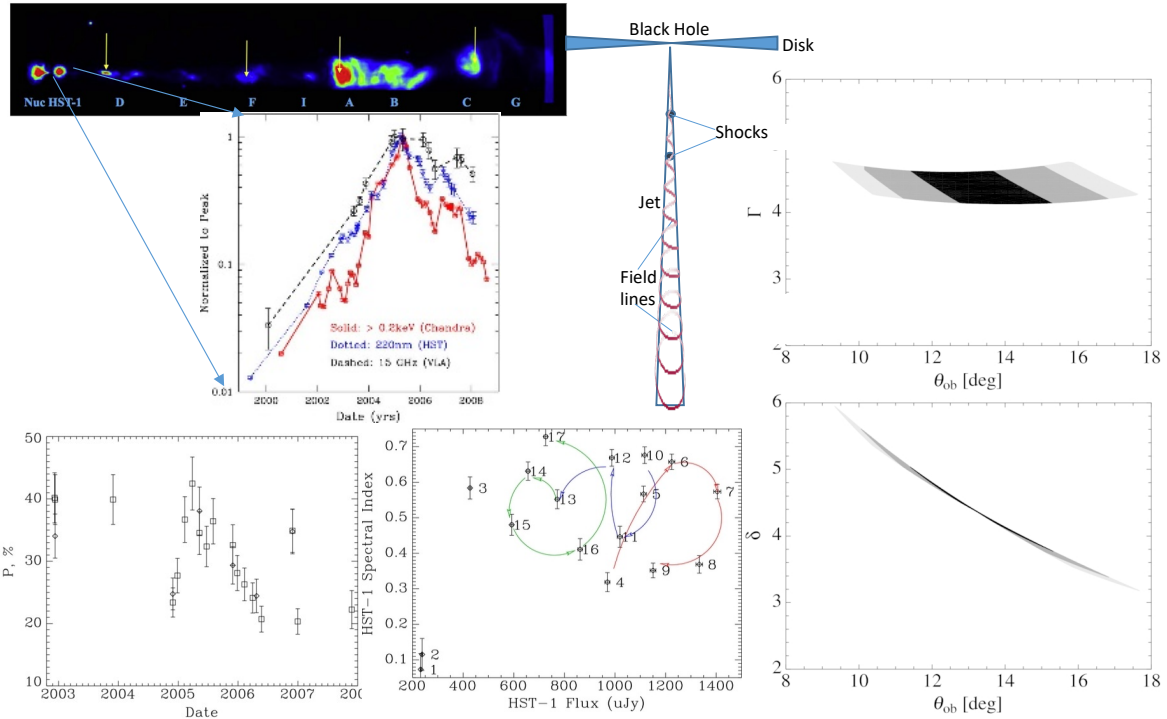 Nuc HST-1 D E F I A B C G
Black Hole
Disk
Shocks
Jet
Field
lines
Normalized to Peak
1
0.1
0.01
Solid: > 0.2keV (Chandra)
Dotted: 220nm (HST)
Dashed: 15 GHz (VLA)
2000 2002 2004 2006 2008
Date (yrs)
Γ
6
5
4
3
2
8 10 12 14 16 18
θob [deg]
P, %
50
40
30
20
10
2003 2004 2005 2006 2007 200
Date
HST-1 Spectral Index
0.7
0.6
0.5
0.4
0.3
0.2
0.1
17
12
10
6
14
3
13
5
7
15
16
11
4
9
8
2
1
200 400 600 800 1000 1200 1400
HST-1 Flux (uJy)
δ
6
5
4
3
2
8 10 12 14 16 18
θob [deg]